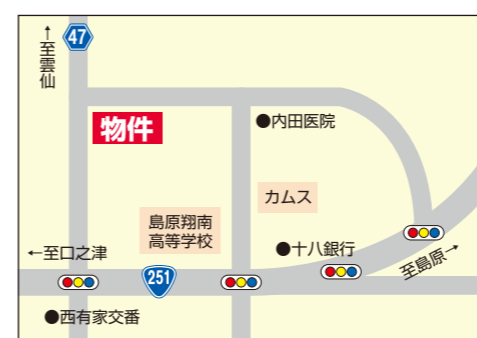 ↑至雲仙
47
物件
●内田医院
カムス
島原翔南
高等学校
●十八銀行
←至口之津
251
至島原→
●西有家交番